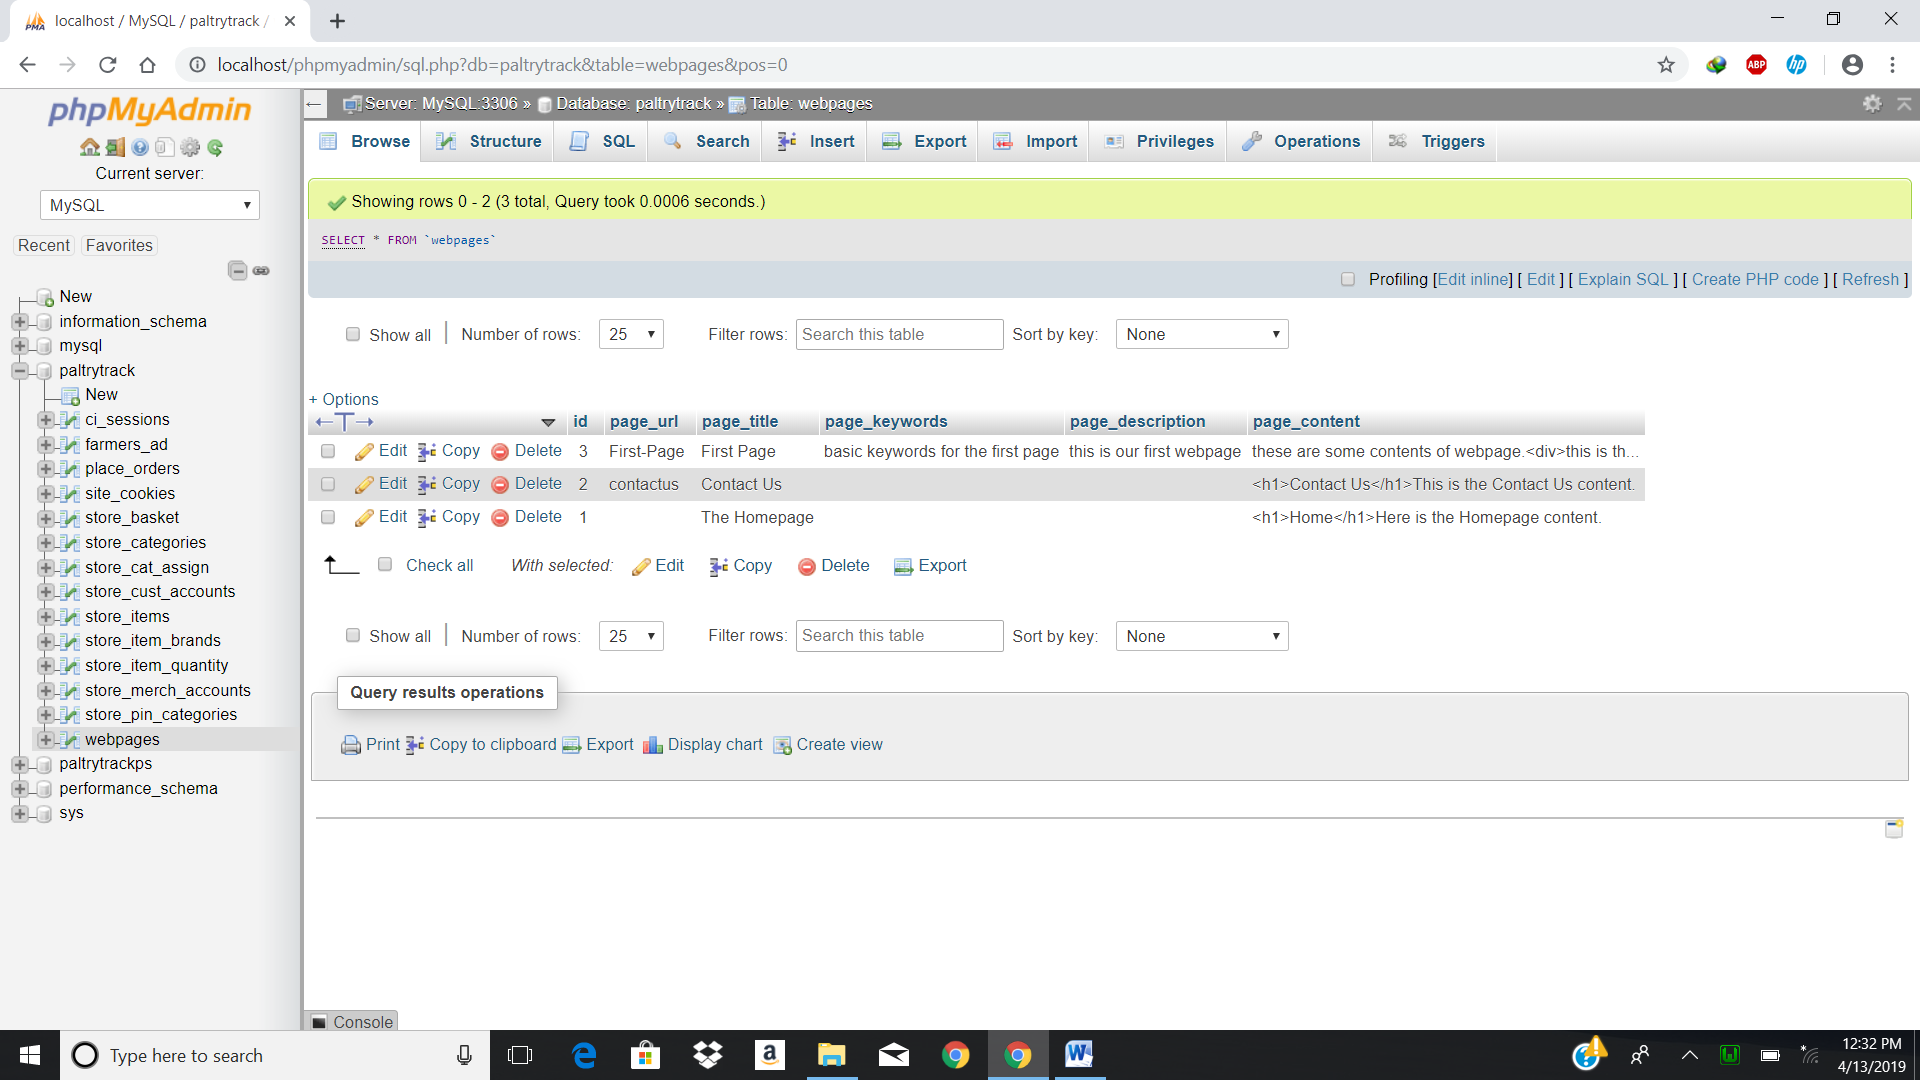 localhost / MySQL / paltrytrack /
localhost/phpmyadmin/sql.php?db=paltrytrack&table=webpages&pos=0
ABP
hp
phpMyAdmin
Current server:
MySQL
Recent Favorites
New
information_schema
mysql
paltrytrack
New
ci_sessions
farmers_ad
place_orders
site_cookies
store_basket
store_categories
store_cat_assign
store_cust_accounts
store_items
store_item_brands
store_item_quantity
store_merch_accounts
store_pin_categories
webpages
paltrytrackps
performance_schema
sys
Server: MySQL:3306 » Database: paltrytrack » Table: webpages
Browse Structure SQL Search Insert Export Import Privileges Operations Triggers
Showing rows 0 - 2 (3 total, Query took 0.0006 seconds.)
SELECT * FROM `webpages`
Profiling [Edit inline] [ Edit ] [ Explain SQL ] [ Create PHP code ] [ Refresh ]
Show all Number of rows: 25 Filter rows: Search this table Sort by key: None
+ Options
id page_url page_title page_keywords page_description page_content
Edit Copy Delete 3 First-Page First Page basic keywords for the first page this is our first webpage these are some contents of webpage.<div>this is th...
Edit Copy Delete 2 contactus Contact Us <h1>Contact Us</h1>This is the Contact Us content.
Edit Copy Delete 1 The Homepage <h1>Home</h1>Here is the Homepage content.
Check all With selected: Edit Copy Delete Export
Show all Number of rows: 25 Filter rows: Search this table Sort by key: None
Query results operations
Print Copy to clipboard Export Display chart Create view
Console
Type here to search
12:32 PM
4/13/2019